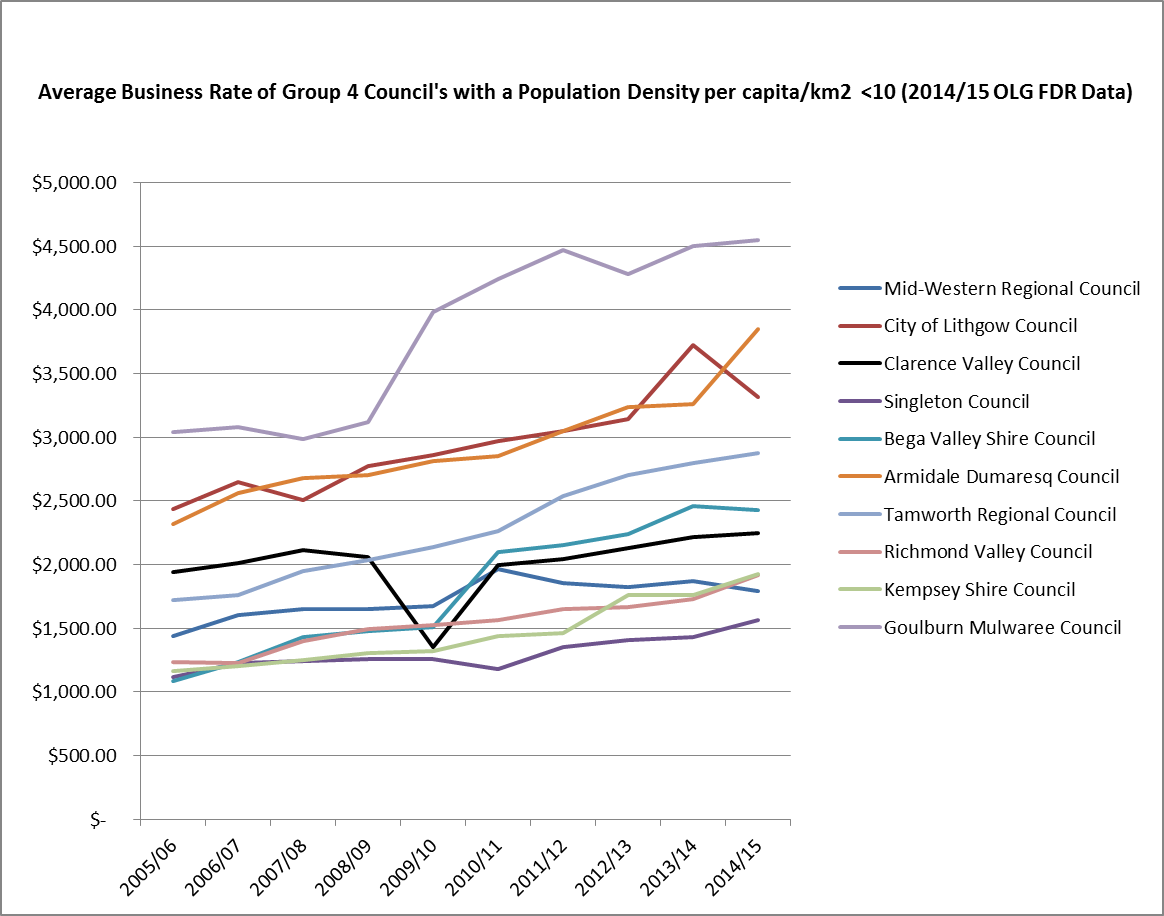 Average Business Rate of Group 4 Council's with a Population Density per capita/km2 <10 (2014/15 OLG FDR Data)
$5,000.00
$4,500.00
$4,000.00
$3,500.00
$3,000.00
$2,500.00
$2,000.00
$1,500.00
$1,000.00
$500.00
$-
2005/06
2006/07
2007/08
2008/09
2009/10
2010/11
2011/12
2012/13
2013/14
2014/15
Mid-Western Regional Council
City of Lithgow Council
Clarence Valley Council
Singleton Council
Bega Valley Shire Council
Armidale Dumaresq Council
Tamworth Regional Council
Richmond Valley Council
Kempsey Shire Council
Goulburn Mulwaree Council